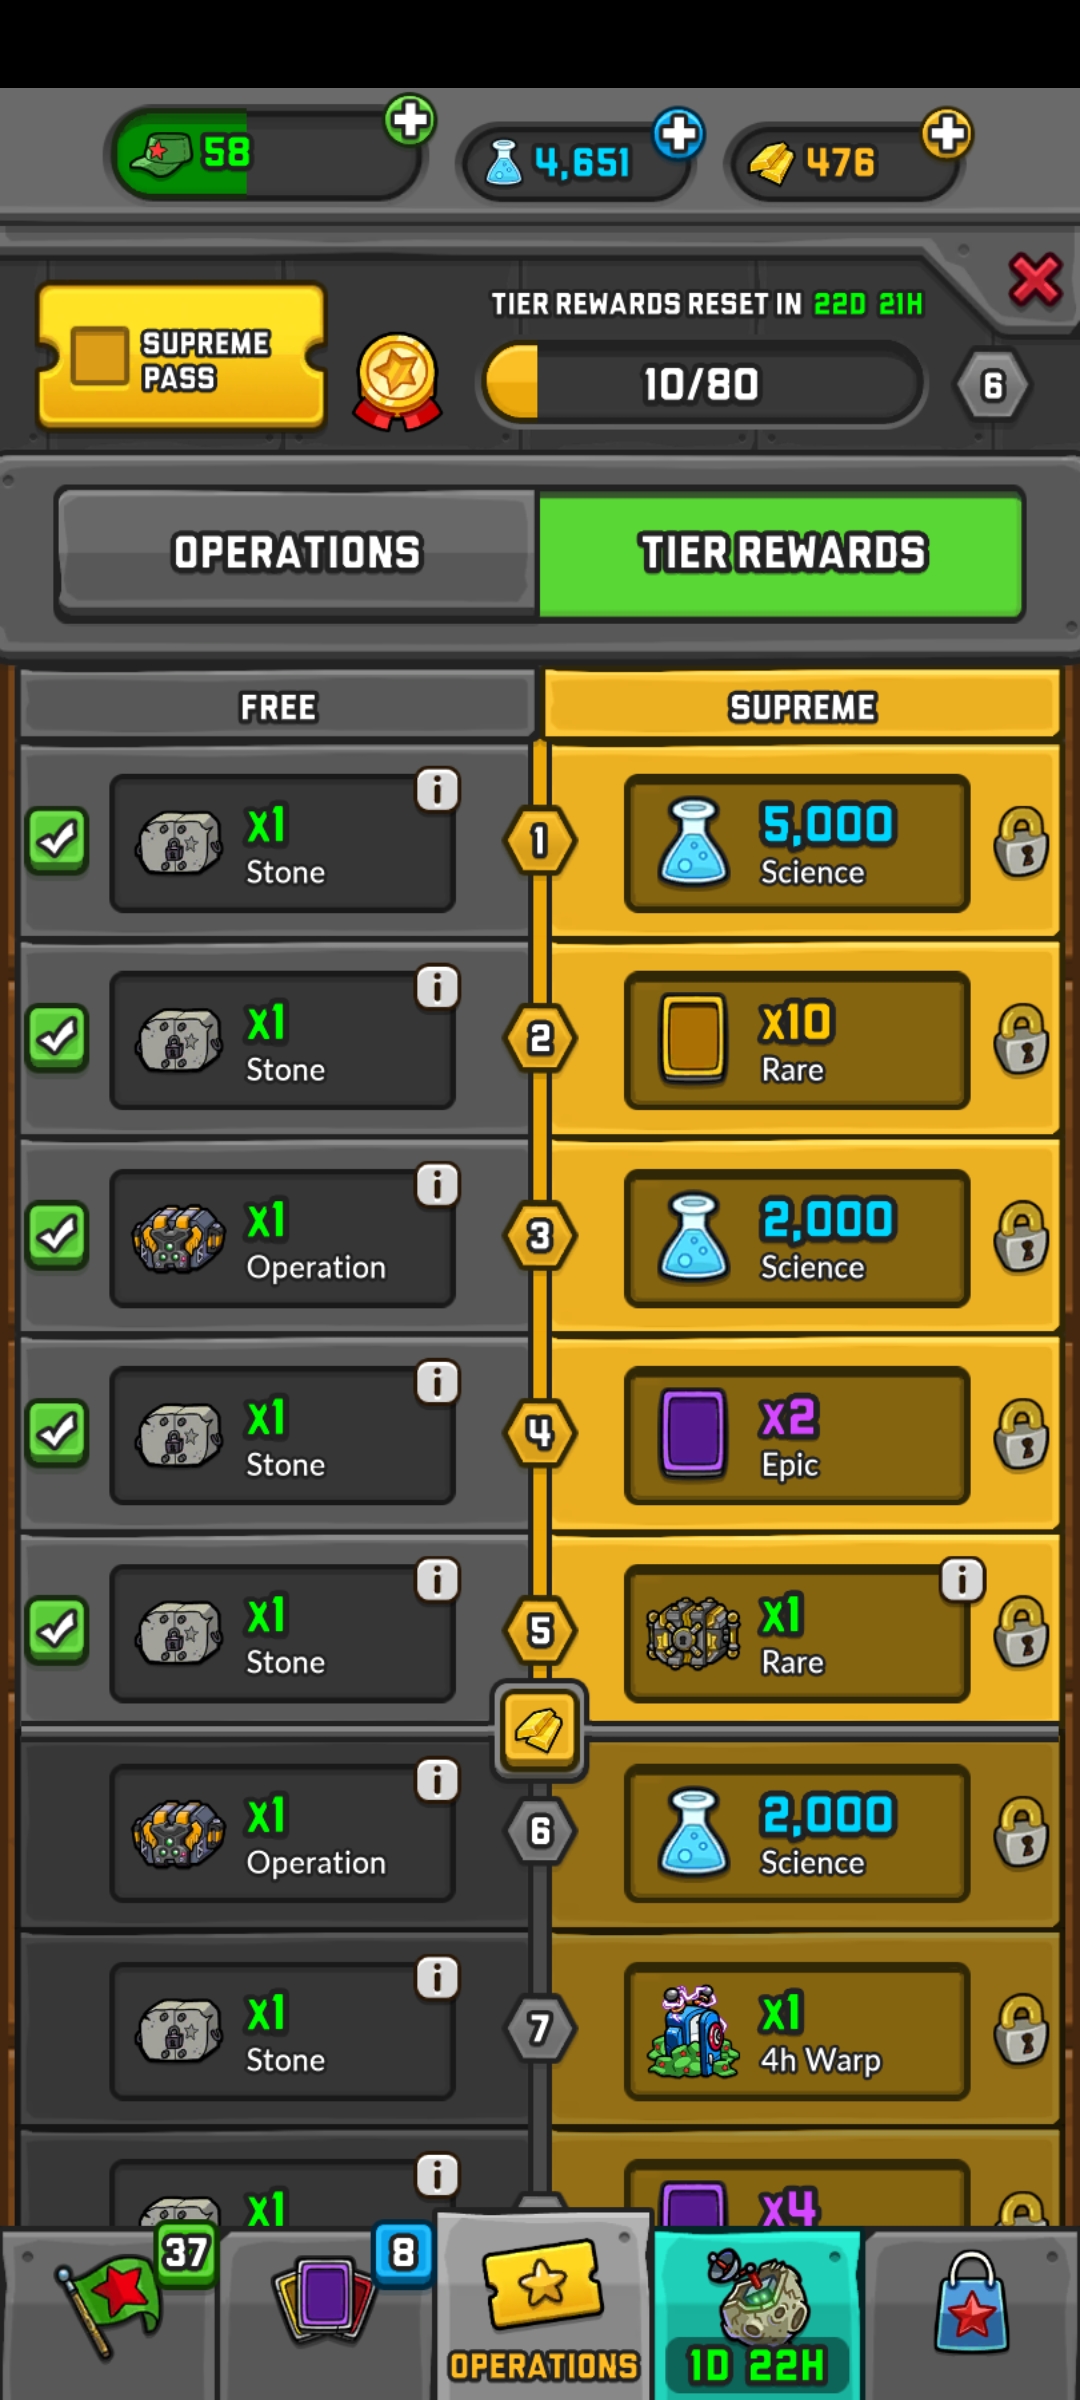 58
4,651
476
TIER REWARDS RESET IN 22D 21H
SUPREME
PASS
10/80
6
OPERATIONS
TIER REWARDS
FREE
SUPREME
x1
Stone
1
5,000
Science
x1
Stone
2
x10
Rare
x1
Operation
3
2,000
Science
x1
Stone
4
x2
Epic
x1
Stone
5
x1
Rare
x1
Operation
6
2,000
Science
x1
Stone
7
x1
4h Warp
x1
x4
37
8
OPERATIONS
1D 22H